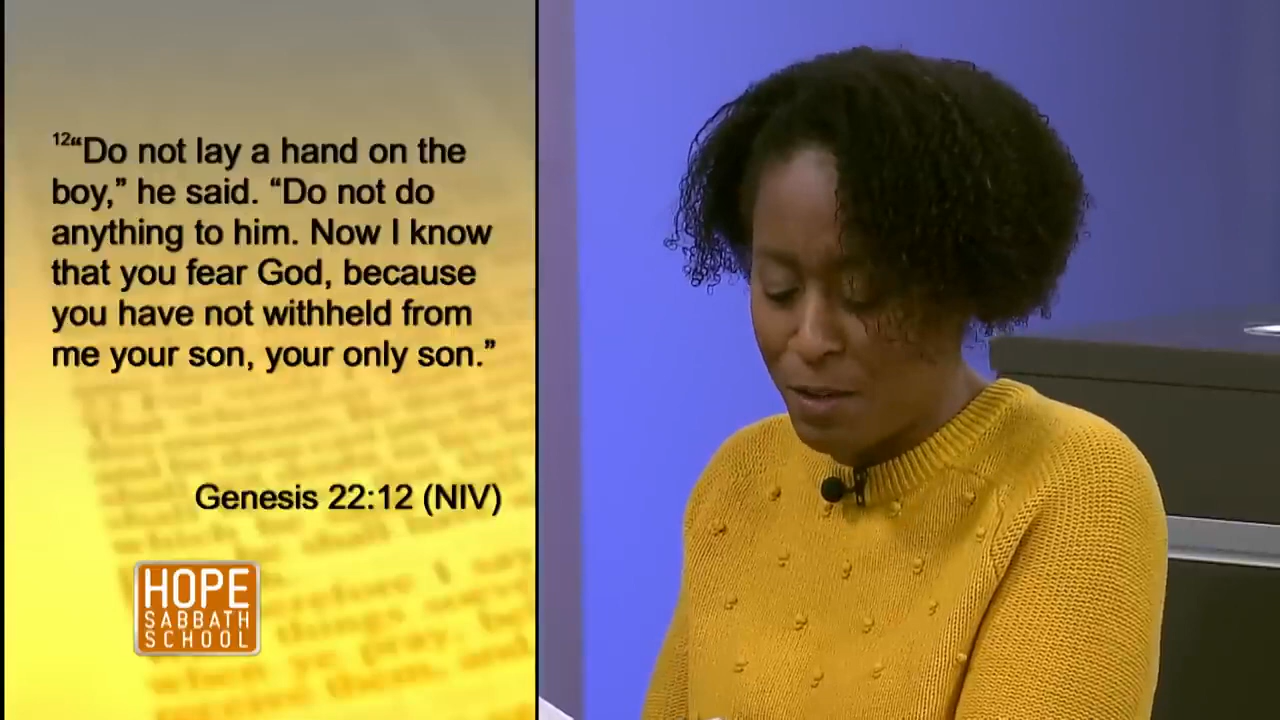 ¹²“Do not lay a hand on the
boy,” he said. “Do not do
anything to him. Now I know
that you fear God, because
you have not withheld from
me your son, your only son.”
Genesis 22:12 (NIV)
HOPE
SABBATH
SCHOOL